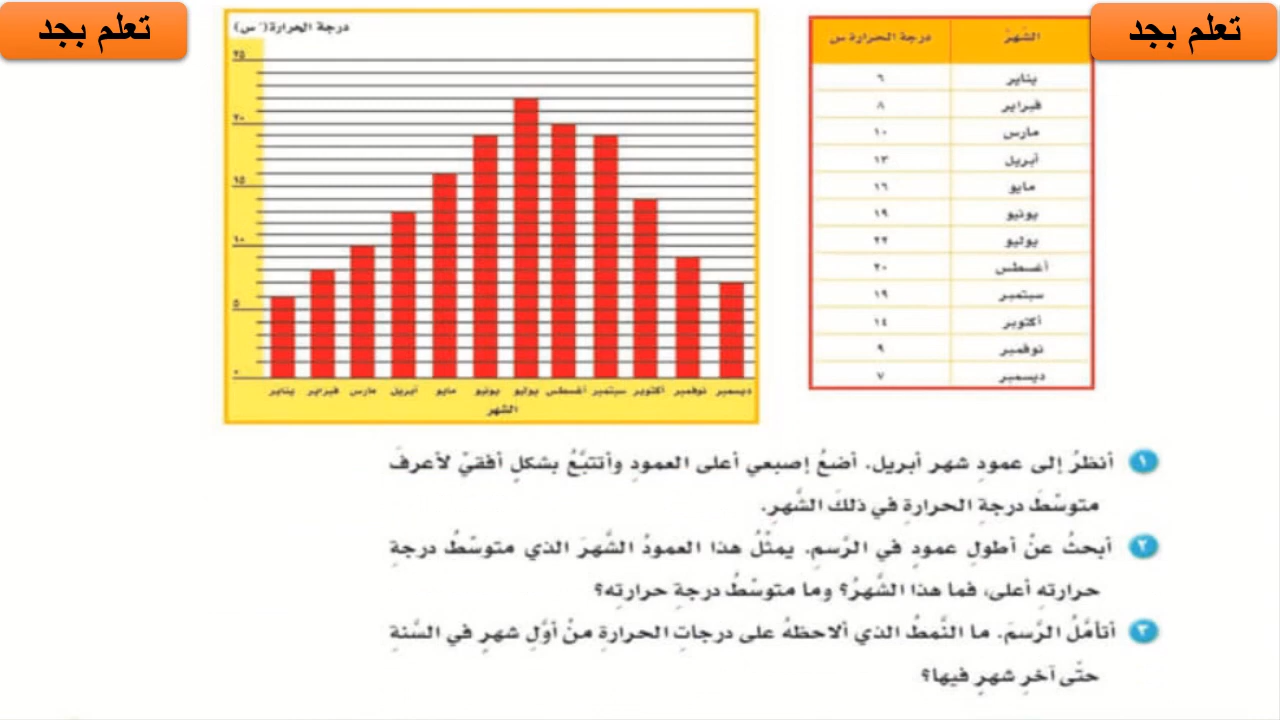 تعلم بجد
تعلم بجد
الشهر درجة الحرارة س
يناير ٦
فبراير ٨
مارس ١٠
أبريل ١٣
مايو ١٦
يونيو ١٩
يوليو ٢٢
أغسطس ٢٠
سبتمبر ١٩
أكتوبر ١٤
نوفمبر ٩
ديسمبر ٧
درجة الحرارة (°س)
٢٥
٢٠
١٥
١٠
٥
٠
يناير فبراير مارس أبريل مايو يونيو يوليو أغسطس سبتمبر أكتوبر نوفمبر ديسمبر
الشهر
١ أنظرُ إلى عمودِ شهر أبريل. أضعُ إصبعي أعلى العمودِ وأتتبَّعُ بشكلٍ أفقيّ لأعرفَ
متوسّطَ درجةِ الحرارةِ في ذلكَ الشَّهرِ.
٢ أبحثُ عنْ أطولِ عمودٍ في الرّسمِ. يمثّلُ هذا العمودُ الشَّهرَ الذي متوسّطُ درجةِ
حرارتهِ أعلى، فما هذا الشَّهرُ؟ وما متوسّطُ درجةِ حرارتِه؟
٣ أتأمَّلُ الرَّسمَ. ما النَّمطُ الذي ألاحظهُ على درجاتِ الحرارةِ منْ أوَّلِ شهرٍ في السَّنةِ
حتّى آخرِ شهرٍ فيها؟